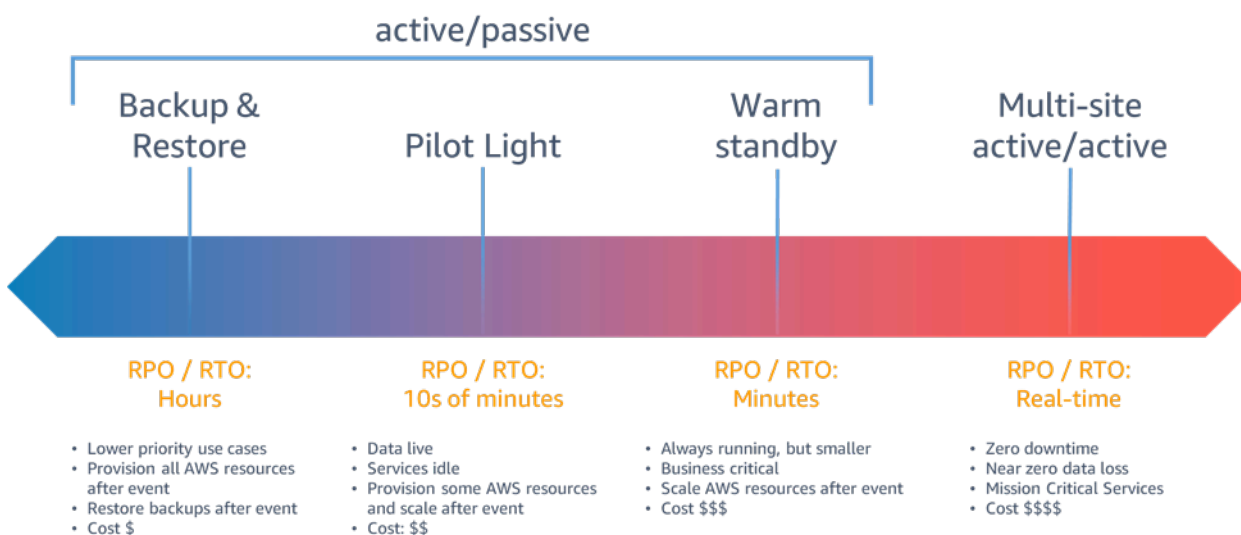 active/passive
Backup &
Restore
Pilot Light
Warm
standby
Multi-site
active/active
RPO / RTO:
Hours
RPO / RTO:
10s of minutes
RPO / RTO:
Minutes
RPO / RTO:
Real-time
• Lower priority use cases
• Provision all AWS resources
after event
• Restore backups after event
• Cost $
• Data live
• Services idle
• Provision some AWS resources
and scale after event
• Cost: $$
• Always running, but smaller
• Business critical
• Scale AWS resources after event
• Cost $$$
• Zero downtime
• Near zero data loss
• Mission Critical Services
• Cost $$$$